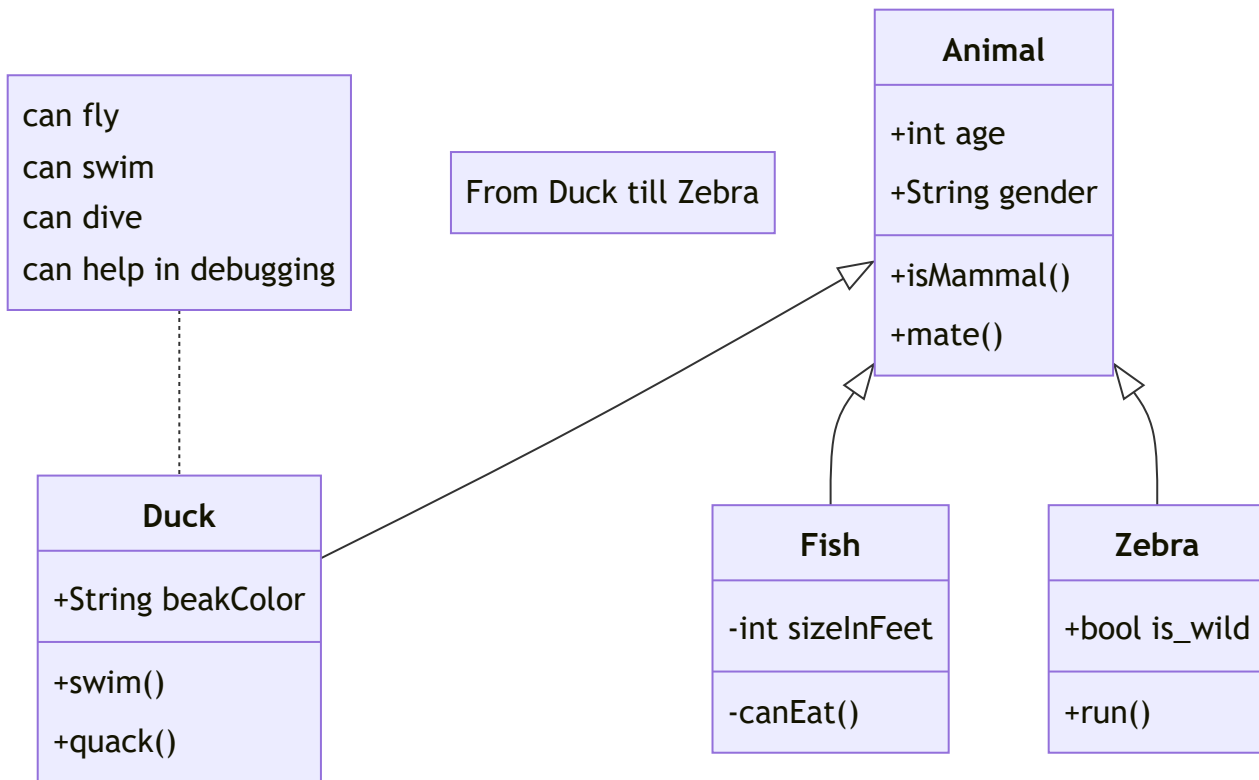 can fly
can swim
can dive
can help in debugging
From Duck till Zebra
Animal
+int age
+String gender
+isMammal()
+mate()
Duck
+String beakColor
+swim()
+quack()
Fish
-int sizeInFeet
-canEat()
Zebra
+bool is_wild
+run()